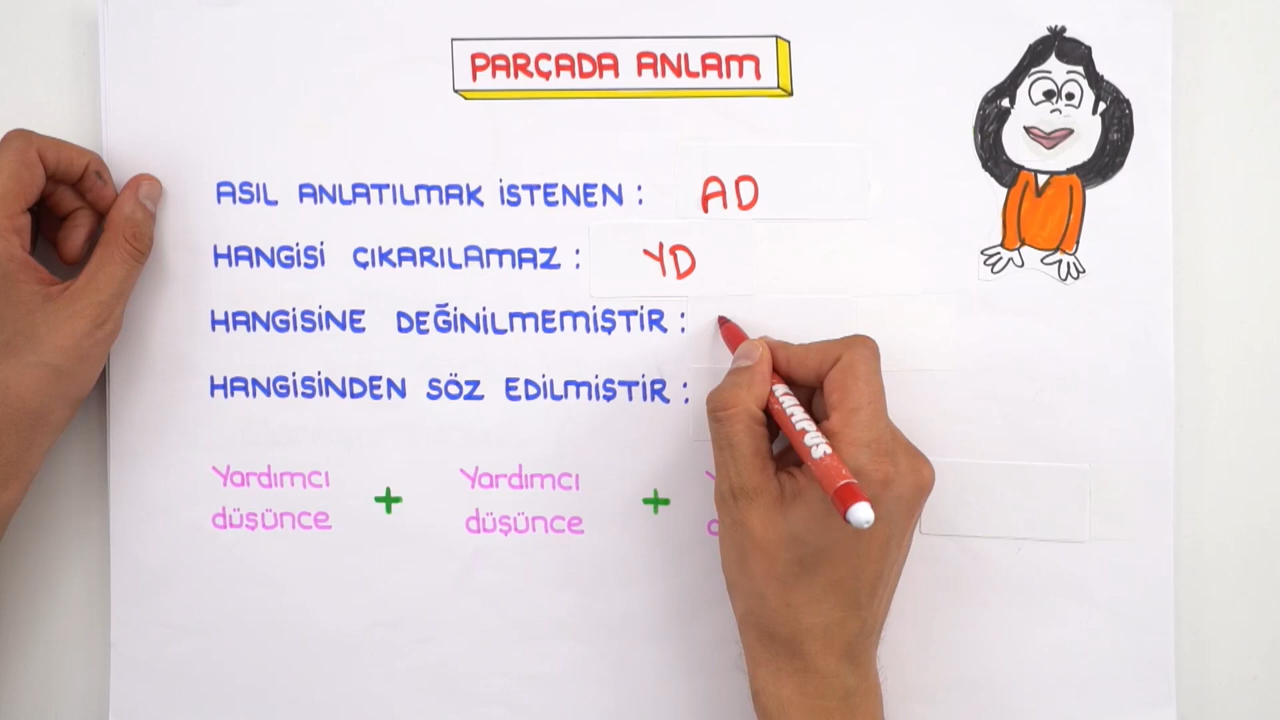 PARÇADA ANLAM
ASIL ANLATILMAK İSTENEN : AD
HANGİSİ ÇIKARILAMAZ : YD
HANGİSİNE DEĞİNİLMEMİŞTİR :
HANGİSİNDEN SÖZ EDİLMİŞTİR :
Yardımcı düşünce + Yardımcı düşünce +
KAMPUS